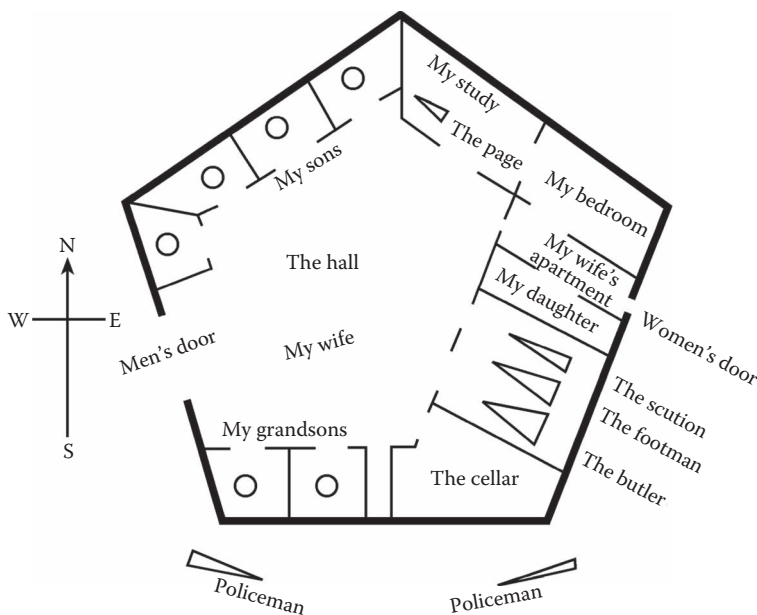 My study
The page
My sons
My bedroom
N
My wife's
apartment
The hall
My daughter
W
E
Women's door
Men's door
My wife
The scution
S
My grandsons
The footman
The cellar
The butler
Policeman
Policeman